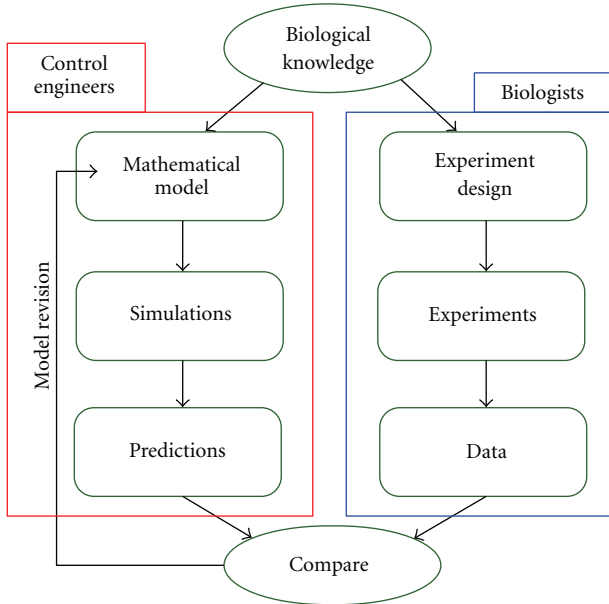 Biological
knowledge
Control
engineers
Biologists
Mathematical
model
Experiment
design
Simulations
Experiments
Model revision
Predictions
Data
Compare